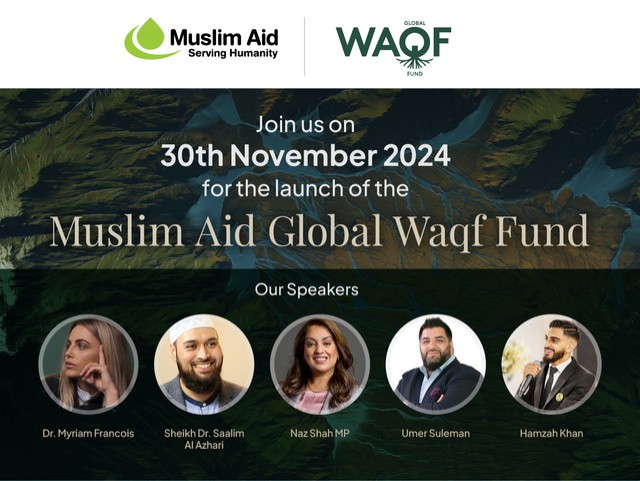 Muslim Aid
Serving Humanity
GLOBAL
WAQF
FUND
Join us on
30th November 2024
for the launch of the
Muslim Aid Global Waqf Fund
Our Speakers
Dr. Myriam Francois
Sheikh Dr. Saalim
Al Azhari
Naz Shah MP
Umer Suleman
Hamzah Khan